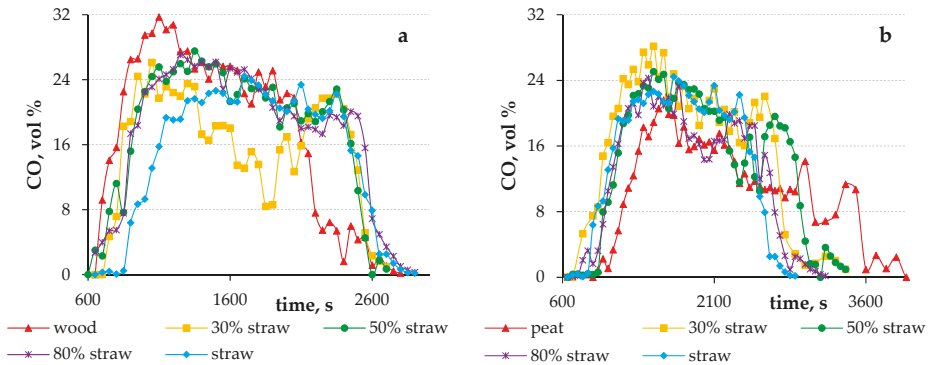 a
CO, vol %
32
24
16
8
0
600
1600
2600
time, s
wood
30% straw
50% straw
80% straw
straw
b
CO, vol %
32
24
16
8
0
600
2100
3600
time, s
peat
30% straw
50% straw
80% straw
straw